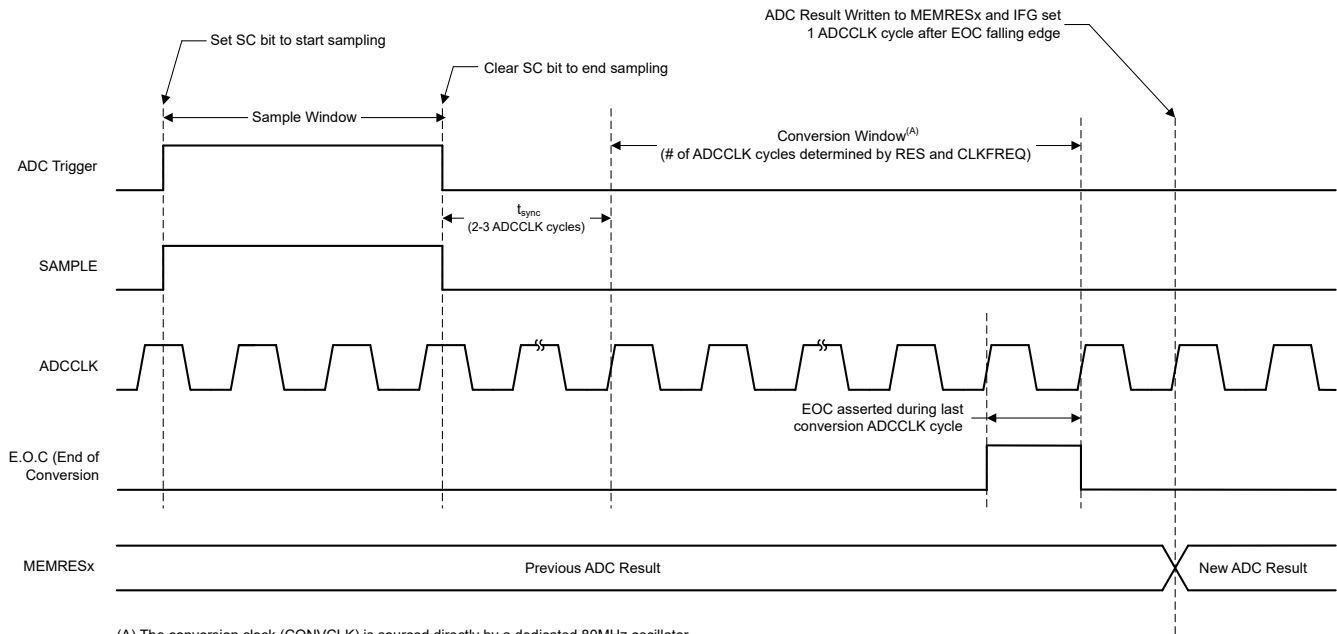 ADC Result Written to MEMRESx and IFG set
1 ADCCLK cycle after EOC falling edge
Set SC bit to start sampling
Clear SC bit to end sampling
Sample Window
Conversion Window(A)
(# of ADCCLK cycles determined by RES and CLKFREQ)
ADC Trigger
tsync
(2-3 ADCCLK cycles)
SAMPLE
ADCCLK
EOC asserted during last
conversion ADCCLK cycle
E.O.C (End of
Conversion
MEMRESx
Previous ADC Result
New ADC Result
(A) The conversion clock (CONVCLK) is sourced directly by a dedicated 80MHz oscillator